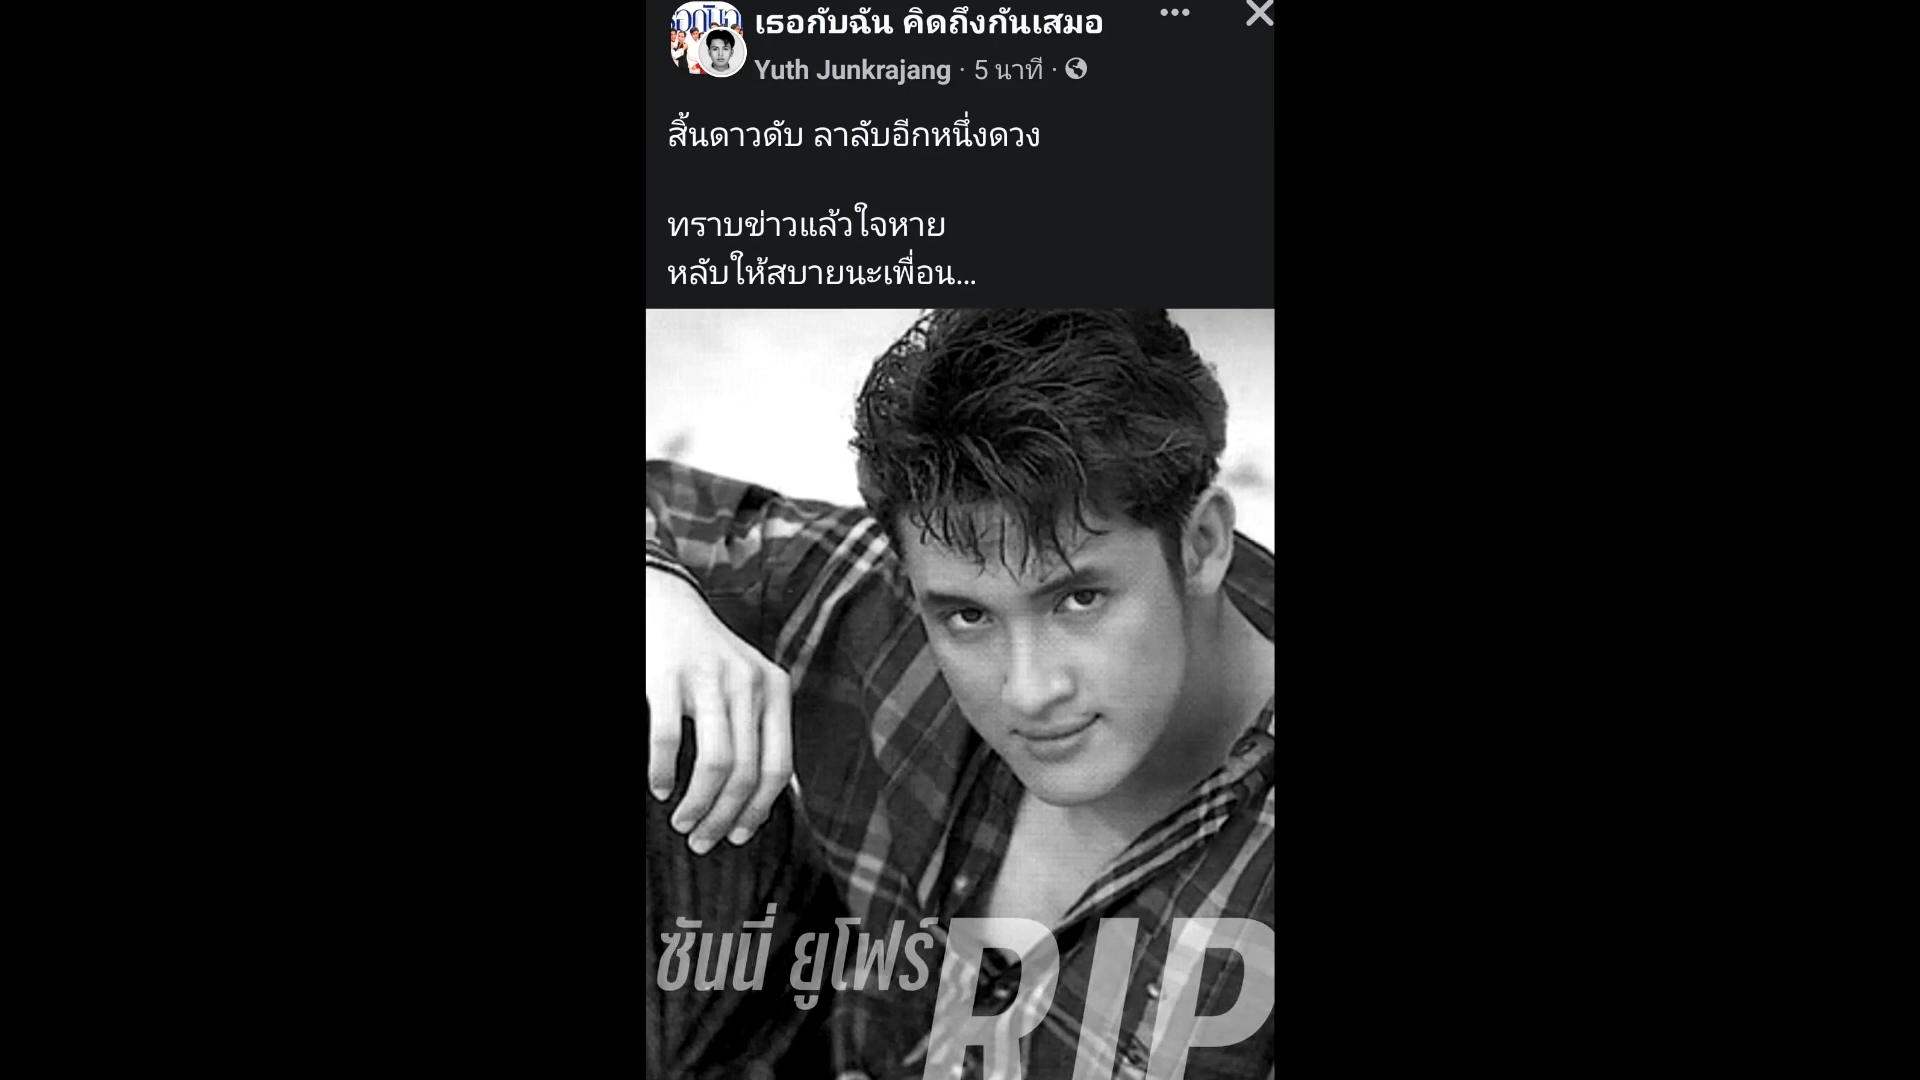 เธอกับฉัน คิดถึงกันเสมอ
Yuth Junkrajang · 5 นาที ·
สิ้นดาวดับ ลาลับอีกหนึ่งดวง
ทราบข่าวแล้วใจหาย
หลับให้สบายนะเพื่อน...
ซันนี่ ยูโฟร์
RIP